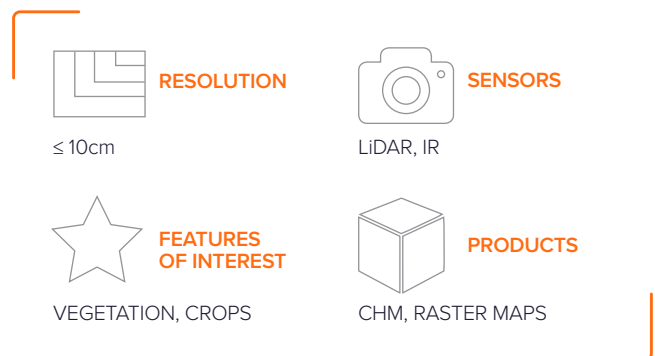 RESOLUTION
≤ 10cm
SENSORS
LiDAR, IR
FEATURES
OF INTEREST
VEGETATION, CROPS
PRODUCTS
CHM, RASTER MAPS